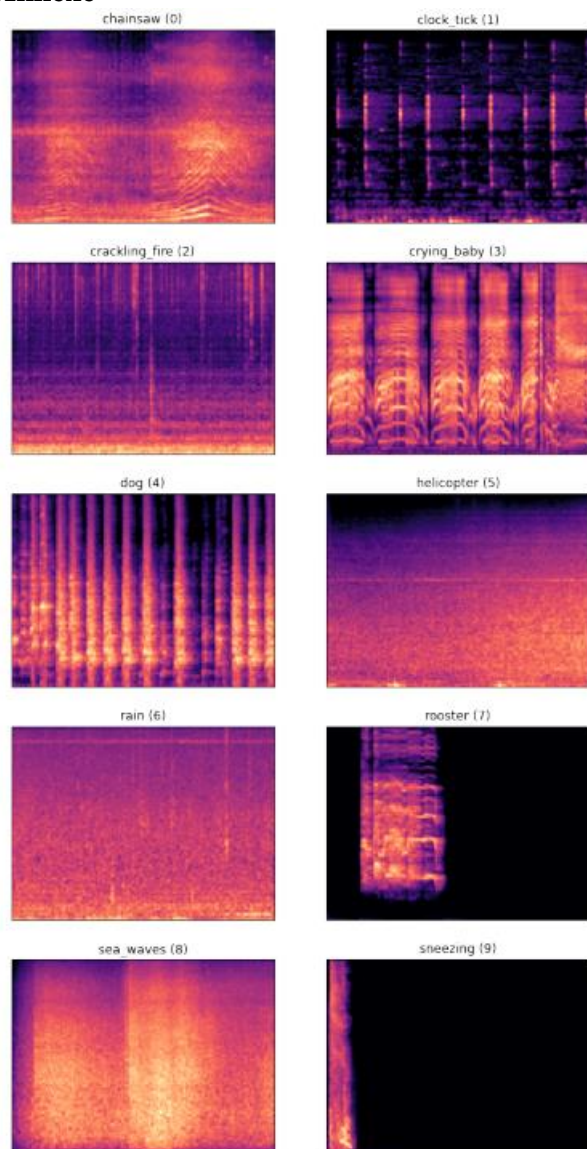 chainsaw (0)
clock_tick (1)
crackling_fire (2)
crying_baby (3)
dog (4)
helicopter (5)
rain (6)
rooster (7)
sea_waves (8)
sneezing (9)